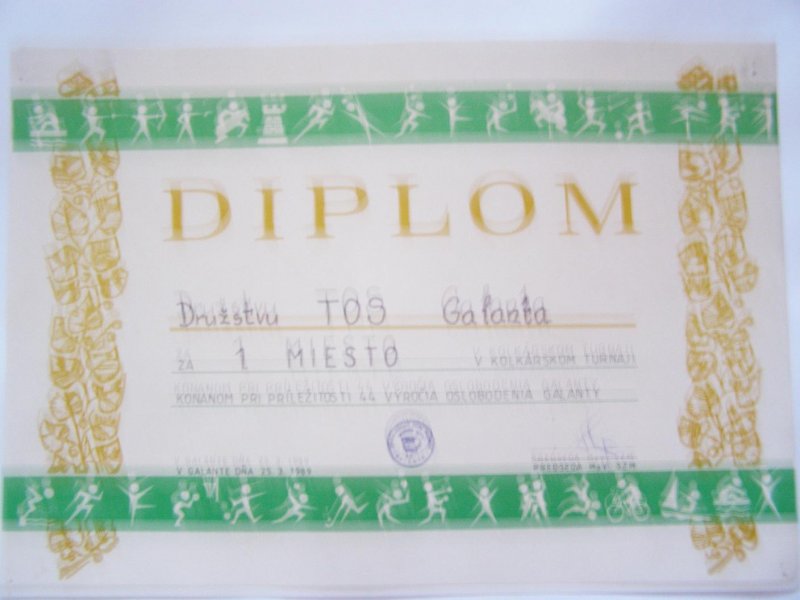 DIPLOM
Družstvu TOS Galanta
ZA 1 MIESTO V KOLKÁRSKOM TURNAJI
KONANOM PRI PRÍLEŽITOSTI 44 VÝROČIA OSLOBODENIA GALANTY
V GALANTE DŇA 25.3.1989
PREDSEDA MsV SZM